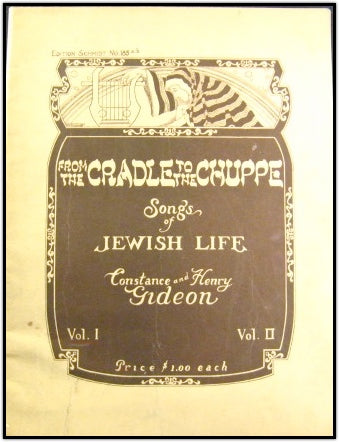 EDITION SCHMIDT NO. 188 a,b
FROM THE CRADLE TO THE CHUPPE
Songs
of
JEWISH LIFE
Constance and Henry
Gideon
Vol. I Vol. II
Price $1.00 each